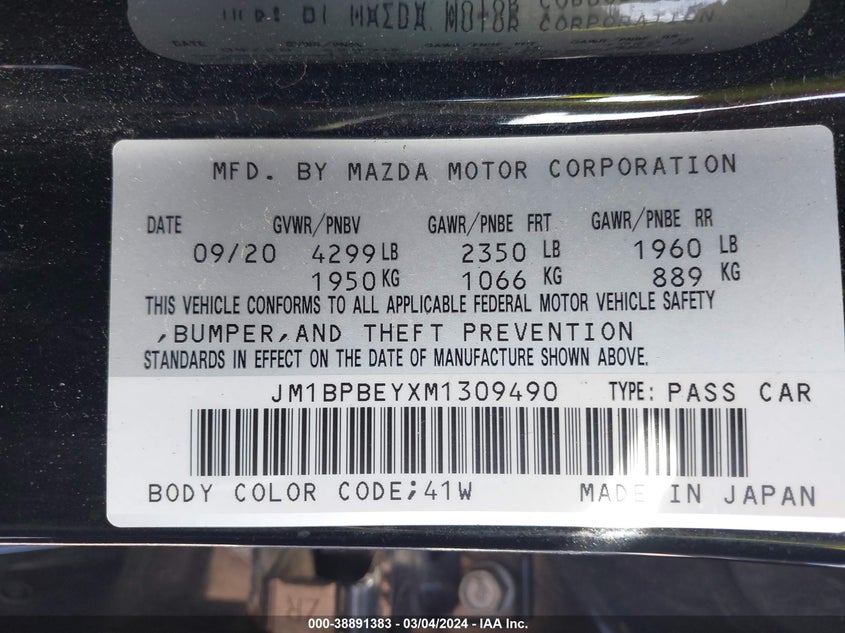 MAZDA MOTOR
CORPORATION
MFD. BY MAZDA MOTOR CORPORATION
DATE GVWR/PNBV GAWR/PNBE FRT GAWR/PNBE RR
09/20 4299 LB 2350 LB 1960 LB
1950 KG 1066 KG 889 KG
THIS VEHICLE CONFORMS TO ALL APPLICABLE FEDERAL MOTOR VEHICLE SAFETY
,BUMPER,AND THEFT PREVENTION
STANDARDS IN EFFECT ON THE DATE OF MANUFACTURE SHOWN ABOVE.
JM1BPBEYXM1309490 TYPE: PASS CAR
BODY COLOR CODE;41W MADE IN JAPAN
000-38891383 - 03/04/2024 - IAA Inc.